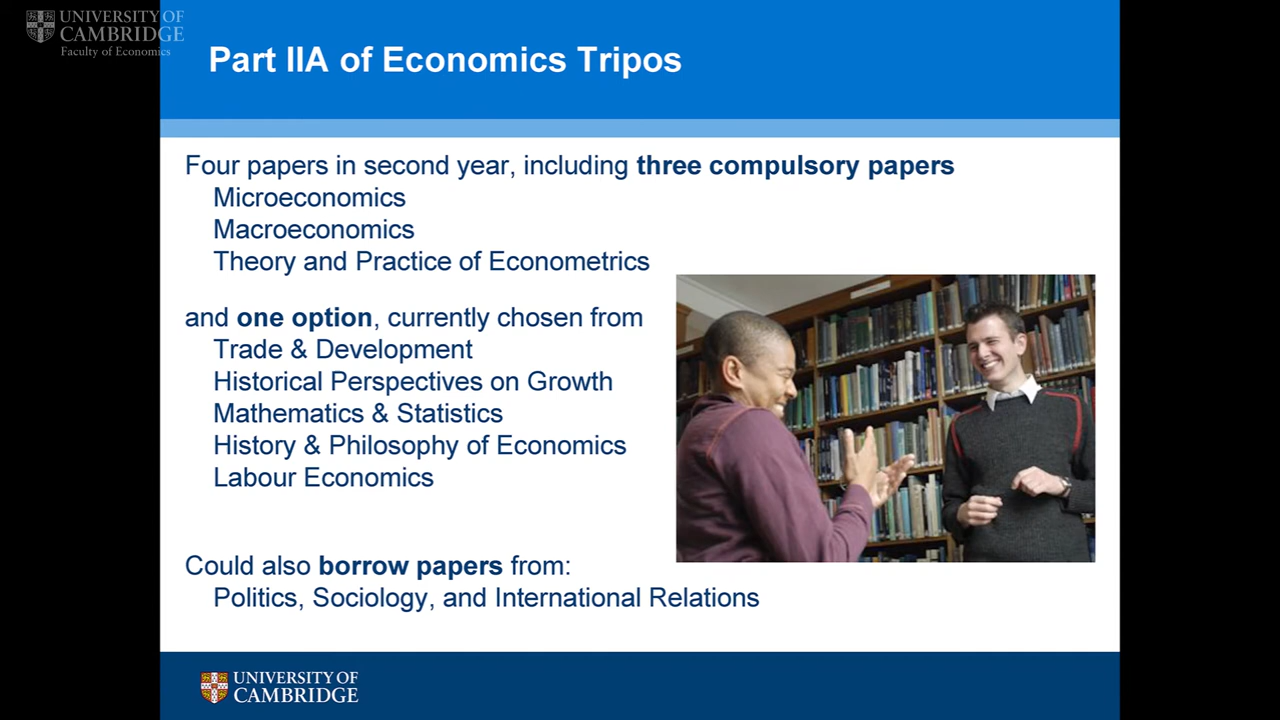 UNIVERSITY OF
CAMBRIDGE
Faculty of Economics
Part IIA of Economics Tripos
Four papers in second year, including three compulsory papers
Microeconomics
Macroeconomics
Theory and Practice of Econometrics
and one option, currently chosen from
Trade & Development
Historical Perspectives on Growth
Mathematics & Statistics
History & Philosophy of Economics
Labour Economics
Could also borrow papers from:
Politics, Sociology, and International Relations
UNIVERSITY OF
CAMBRIDGE